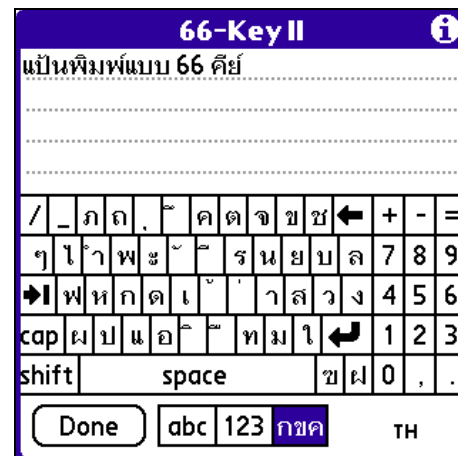 66-Key II
แป้นพิมพ์แบบ 66 คีย์
/ _ ภ ถ ุ ึ ค ต จ ข ช + - =
ๆ ไ ำ พ ะ ั ี ร น ย บ ล 7 8 9
ฟ ห ก ด เ ้ ่ า ส ว ง 4 5 6
cap ผ ป แ อ ิ ื ท ม ใ 1 2 3
shift space ฃ ฝ 0 , .
Done abc 123 กขค TH